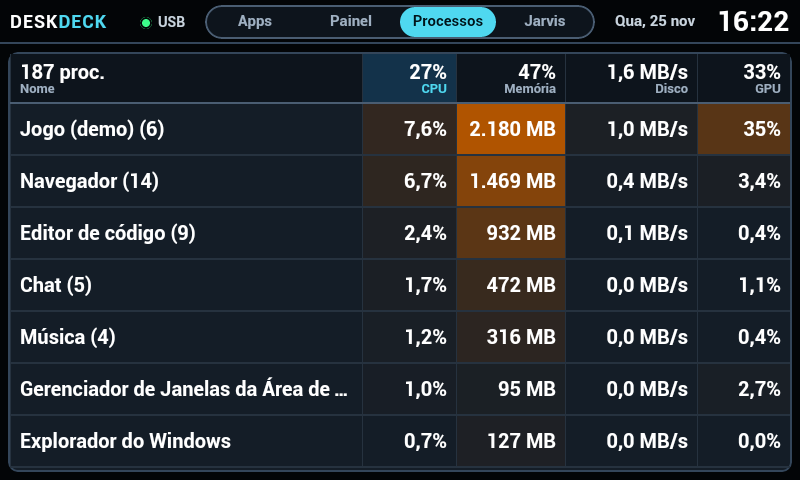 DESKDECK USB Apps Painel Processos Jarvis Qua, 25 nov 16:22
187 proc. 27% 47% 1,6 MB/s 33%
Nome CPU Memória Disco GPU
Jogo (demo) (6) 7,6% 2.180 MB 1,0 MB/s 35%
Navegador (14) 6,7% 1.469 MB 0,4 MB/s 3,4%
Editor de código (9) 2,4% 932 MB 0,1 MB/s 0,4%
Chat (5) 1,7% 472 MB 0,0 MB/s 1,1%
Música (4) 1,2% 316 MB 0,0 MB/s 0,4%
Gerenciador de Janelas da Área de ... 1,0% 95 MB 0,0 MB/s 2,7%
Explorador do Windows 0,7% 127 MB 0,0 MB/s 0,0%